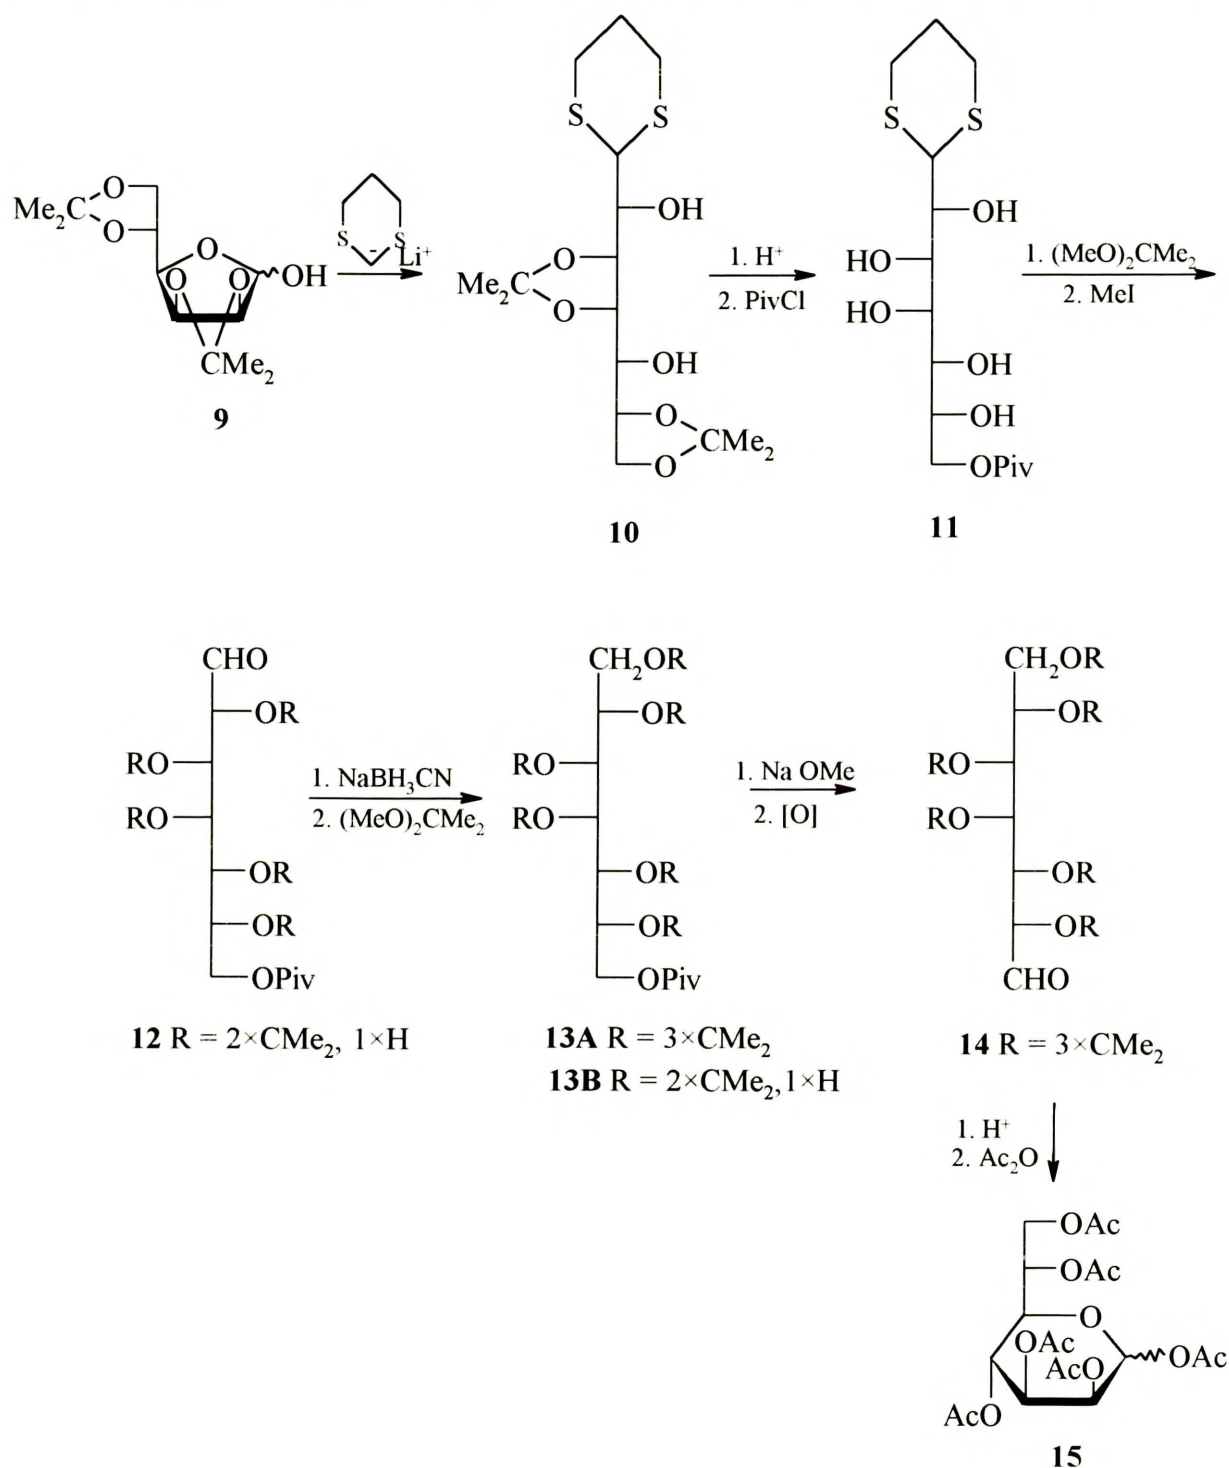 S S
S S
Me₂C O O
O OH
O O
CMe₂
9
S S
- Li⁺
OH
Me₂C O
O
OH
O
O CMe₂
10
1. H⁺
2. PivCl
OH
HO
HO
OH
OH
OPiv
11
1. (MeO)₂CMe₂
2. MeI
CHO
OR
RO
RO
OR
OR
OPiv
12 R = 2×CMe₂, 1×H
1. NaBH₃CN
2. (MeO)₂CMe₂
CH₂OR
OR
RO
RO
OR
OR
OPiv
13A R = 3×CMe₂
13B R = 2×CMe₂, 1×H
1. Na OMe
2. [O]
CH₂OR
OR
RO
RO
OR
OR
CHO
14 R = 3×CMe₂
1. H⁺
2. Ac₂O
OAc
OAc
O
OAc
AcO OAc
AcO
15